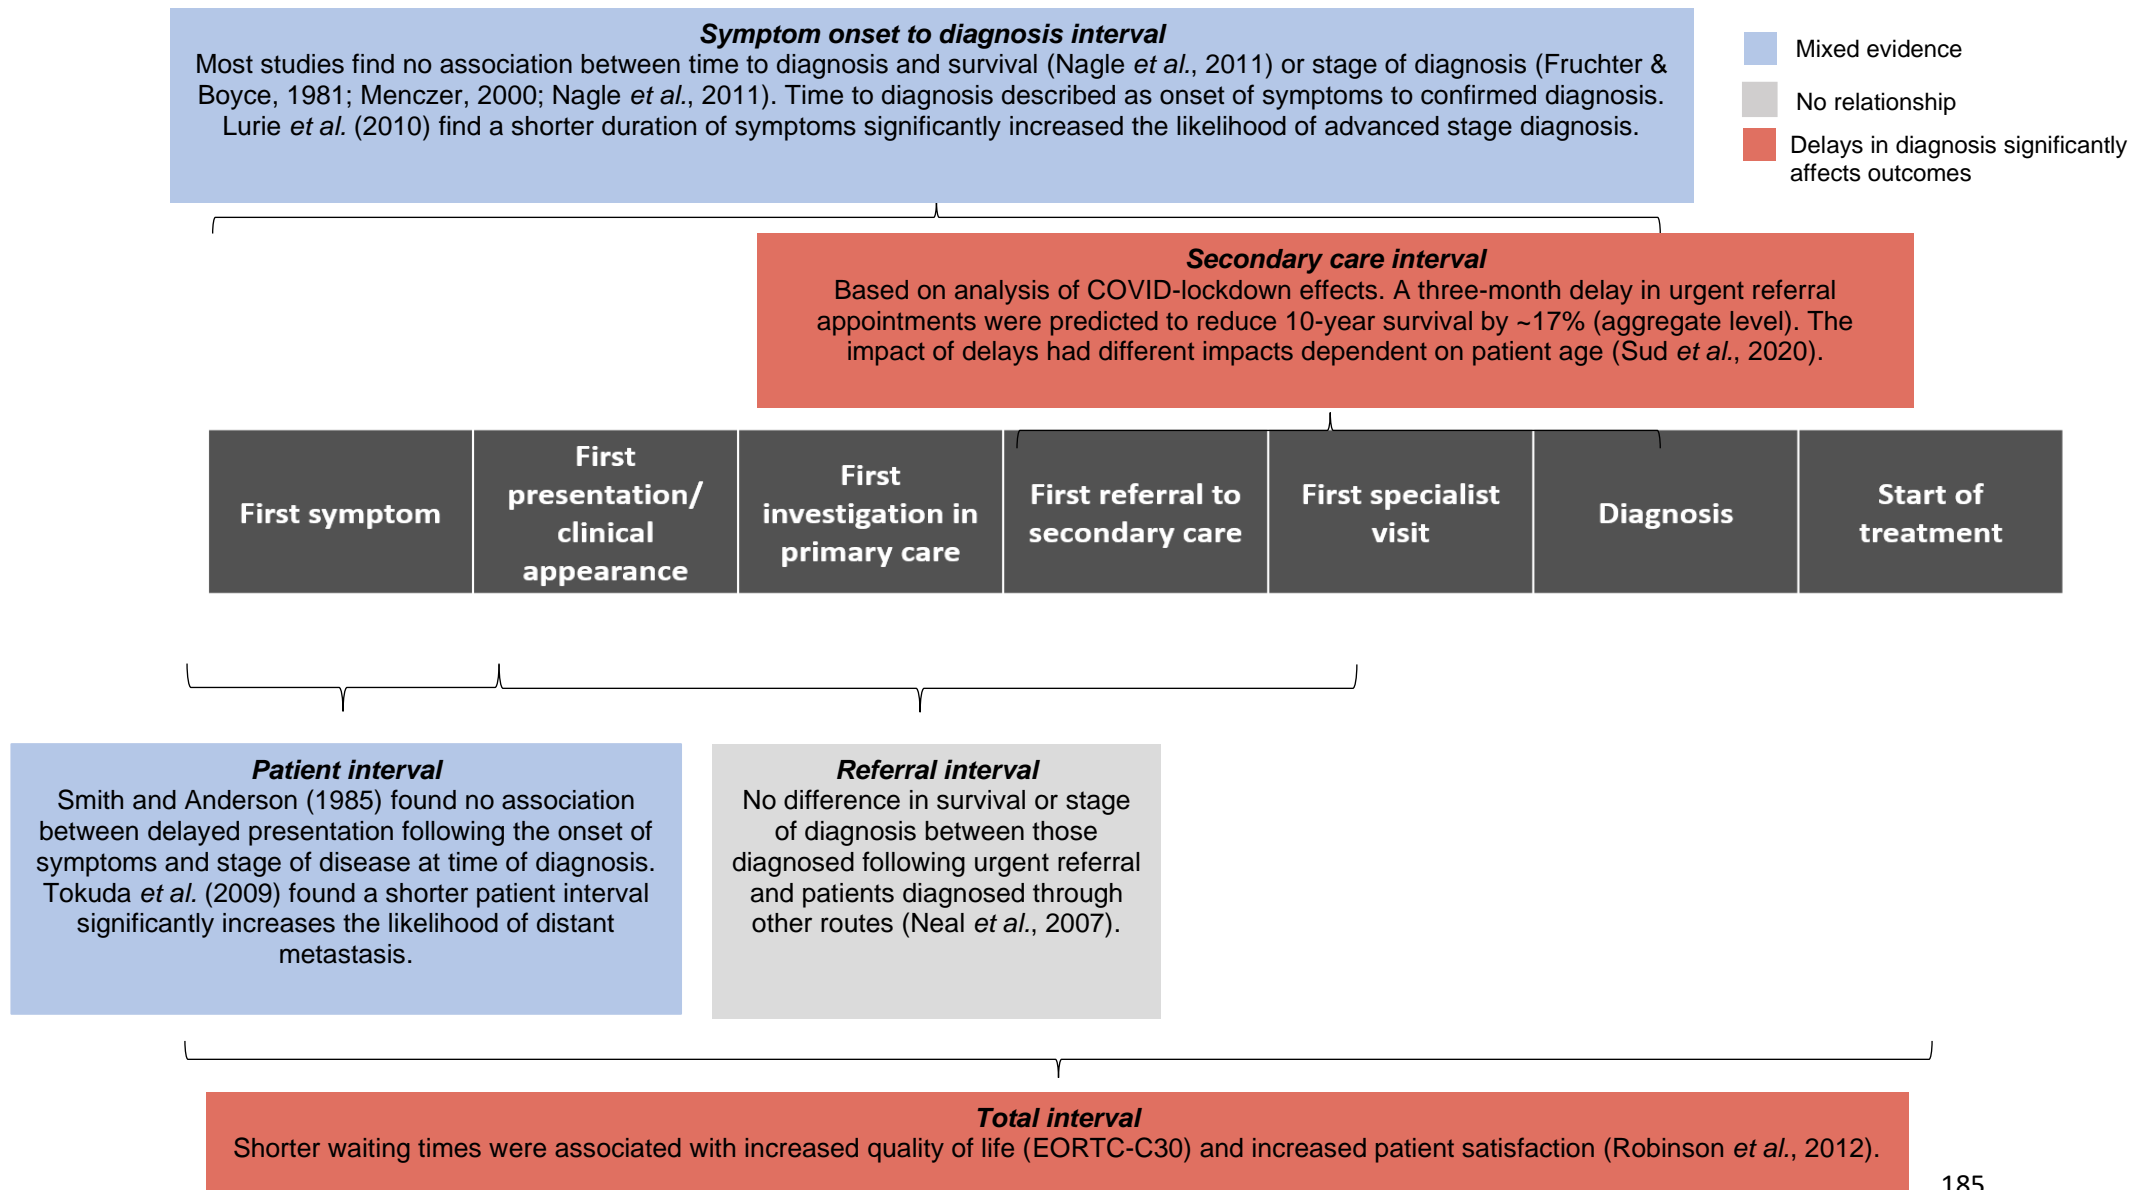 Symptom onset to diagnosis interval
Most studies find no association between time to diagnosis and survival (Nagle et al., 2011) or stage of diagnosis (Fruchter &
Boyce, 1981; Menczer, 2000; Nagle et al., 2011). Time to diagnosis described as onset of symptoms to confirmed diagnosis.
Lurie et al. (2010) find a shorter duration of symptoms significantly increased the likelihood of advanced stage diagnosis.
Mixed evidence
No relationship
Delays in diagnosis significantly
affects outcomes
Secondary care interval
Based on analysis of COVID-lockdown effects. A three-month delay in urgent referral
appointments were predicted to reduce 10-year survival by ~17% (aggregate level). The
impact of delays had different impacts dependent on patient age (Sud et al., 2020).
First symptom
First
presentation/
clinical
appearance
First
investigation in
primary care
First referral to
secondary care
First specialist
visit
Diagnosis
Start of
treatment
Patient interval
Smith and Anderson (1985) found no association
between delayed presentation following the onset of
symptoms and stage of disease at time of diagnosis.
Tokuda et al. (2009) found a shorter patient interval
significantly increases the likelihood of distant
metastasis.
Referral interval
No difference in survival or stage
of diagnosis between those
diagnosed following urgent referral
and patients diagnosed through
other routes (Neal et al., 2007).
Total interval
Shorter waiting times were associated with increased quality of life (EORTC-C30) and increased patient satisfaction (Robinson et al., 2012).
185